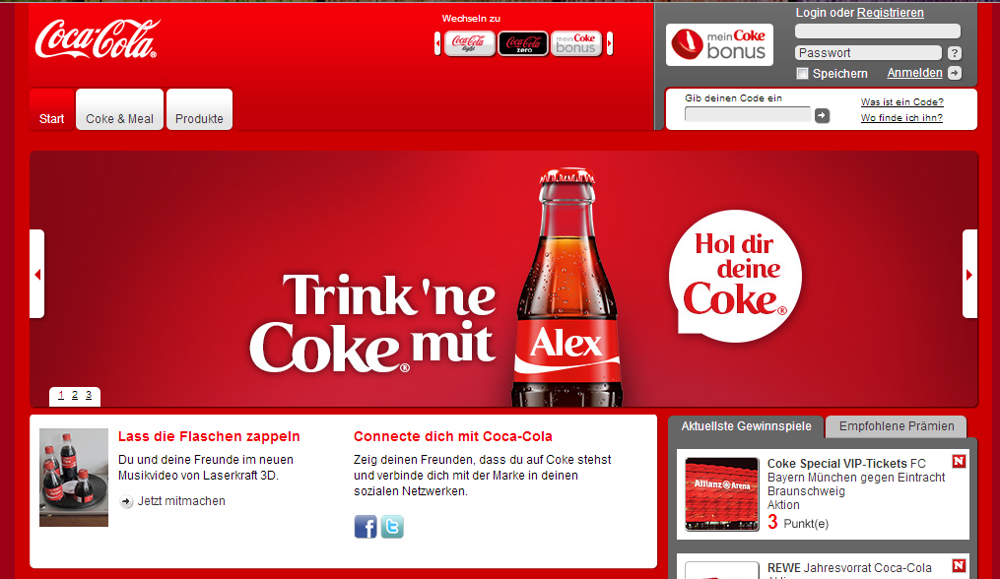 Coca-Cola®
Wechseln zu
Coca-Cola light
Coca-Cola zero
mein Coke bonus
Login oder Registrieren
mein Coke
bonus
Passwort
?
Speichern
Anmelden
Gib deinen Code ein
Was ist ein Code?
Wo finde ich ihn?
Start
Coke & Meal
Produkte
Trink 'ne
Coke® mit
Alex
Hol dir
deine
Coke®
1 2 3
Lass die Flaschen zappeln
Du und deine Freunde im neuen
Musikvideo von Laserkraft 3D.
Jetzt mitmachen
Connecte dich mit Coca-Cola
Zeig deinen Freunden, dass du auf Coke stehst
und verbinde dich mit der Marke in deinen
sozialen Netzwerken.
f
t
Aktuellste Gewinnspiele
Empfohlene Prämien
Allianz Arena
Coke Special VIP-Tickets FC
Bayern München gegen Eintracht
Braunschweig
Aktion
3 Punkt(e)
N
REWE Jahresvorrat Coca-Cola
N